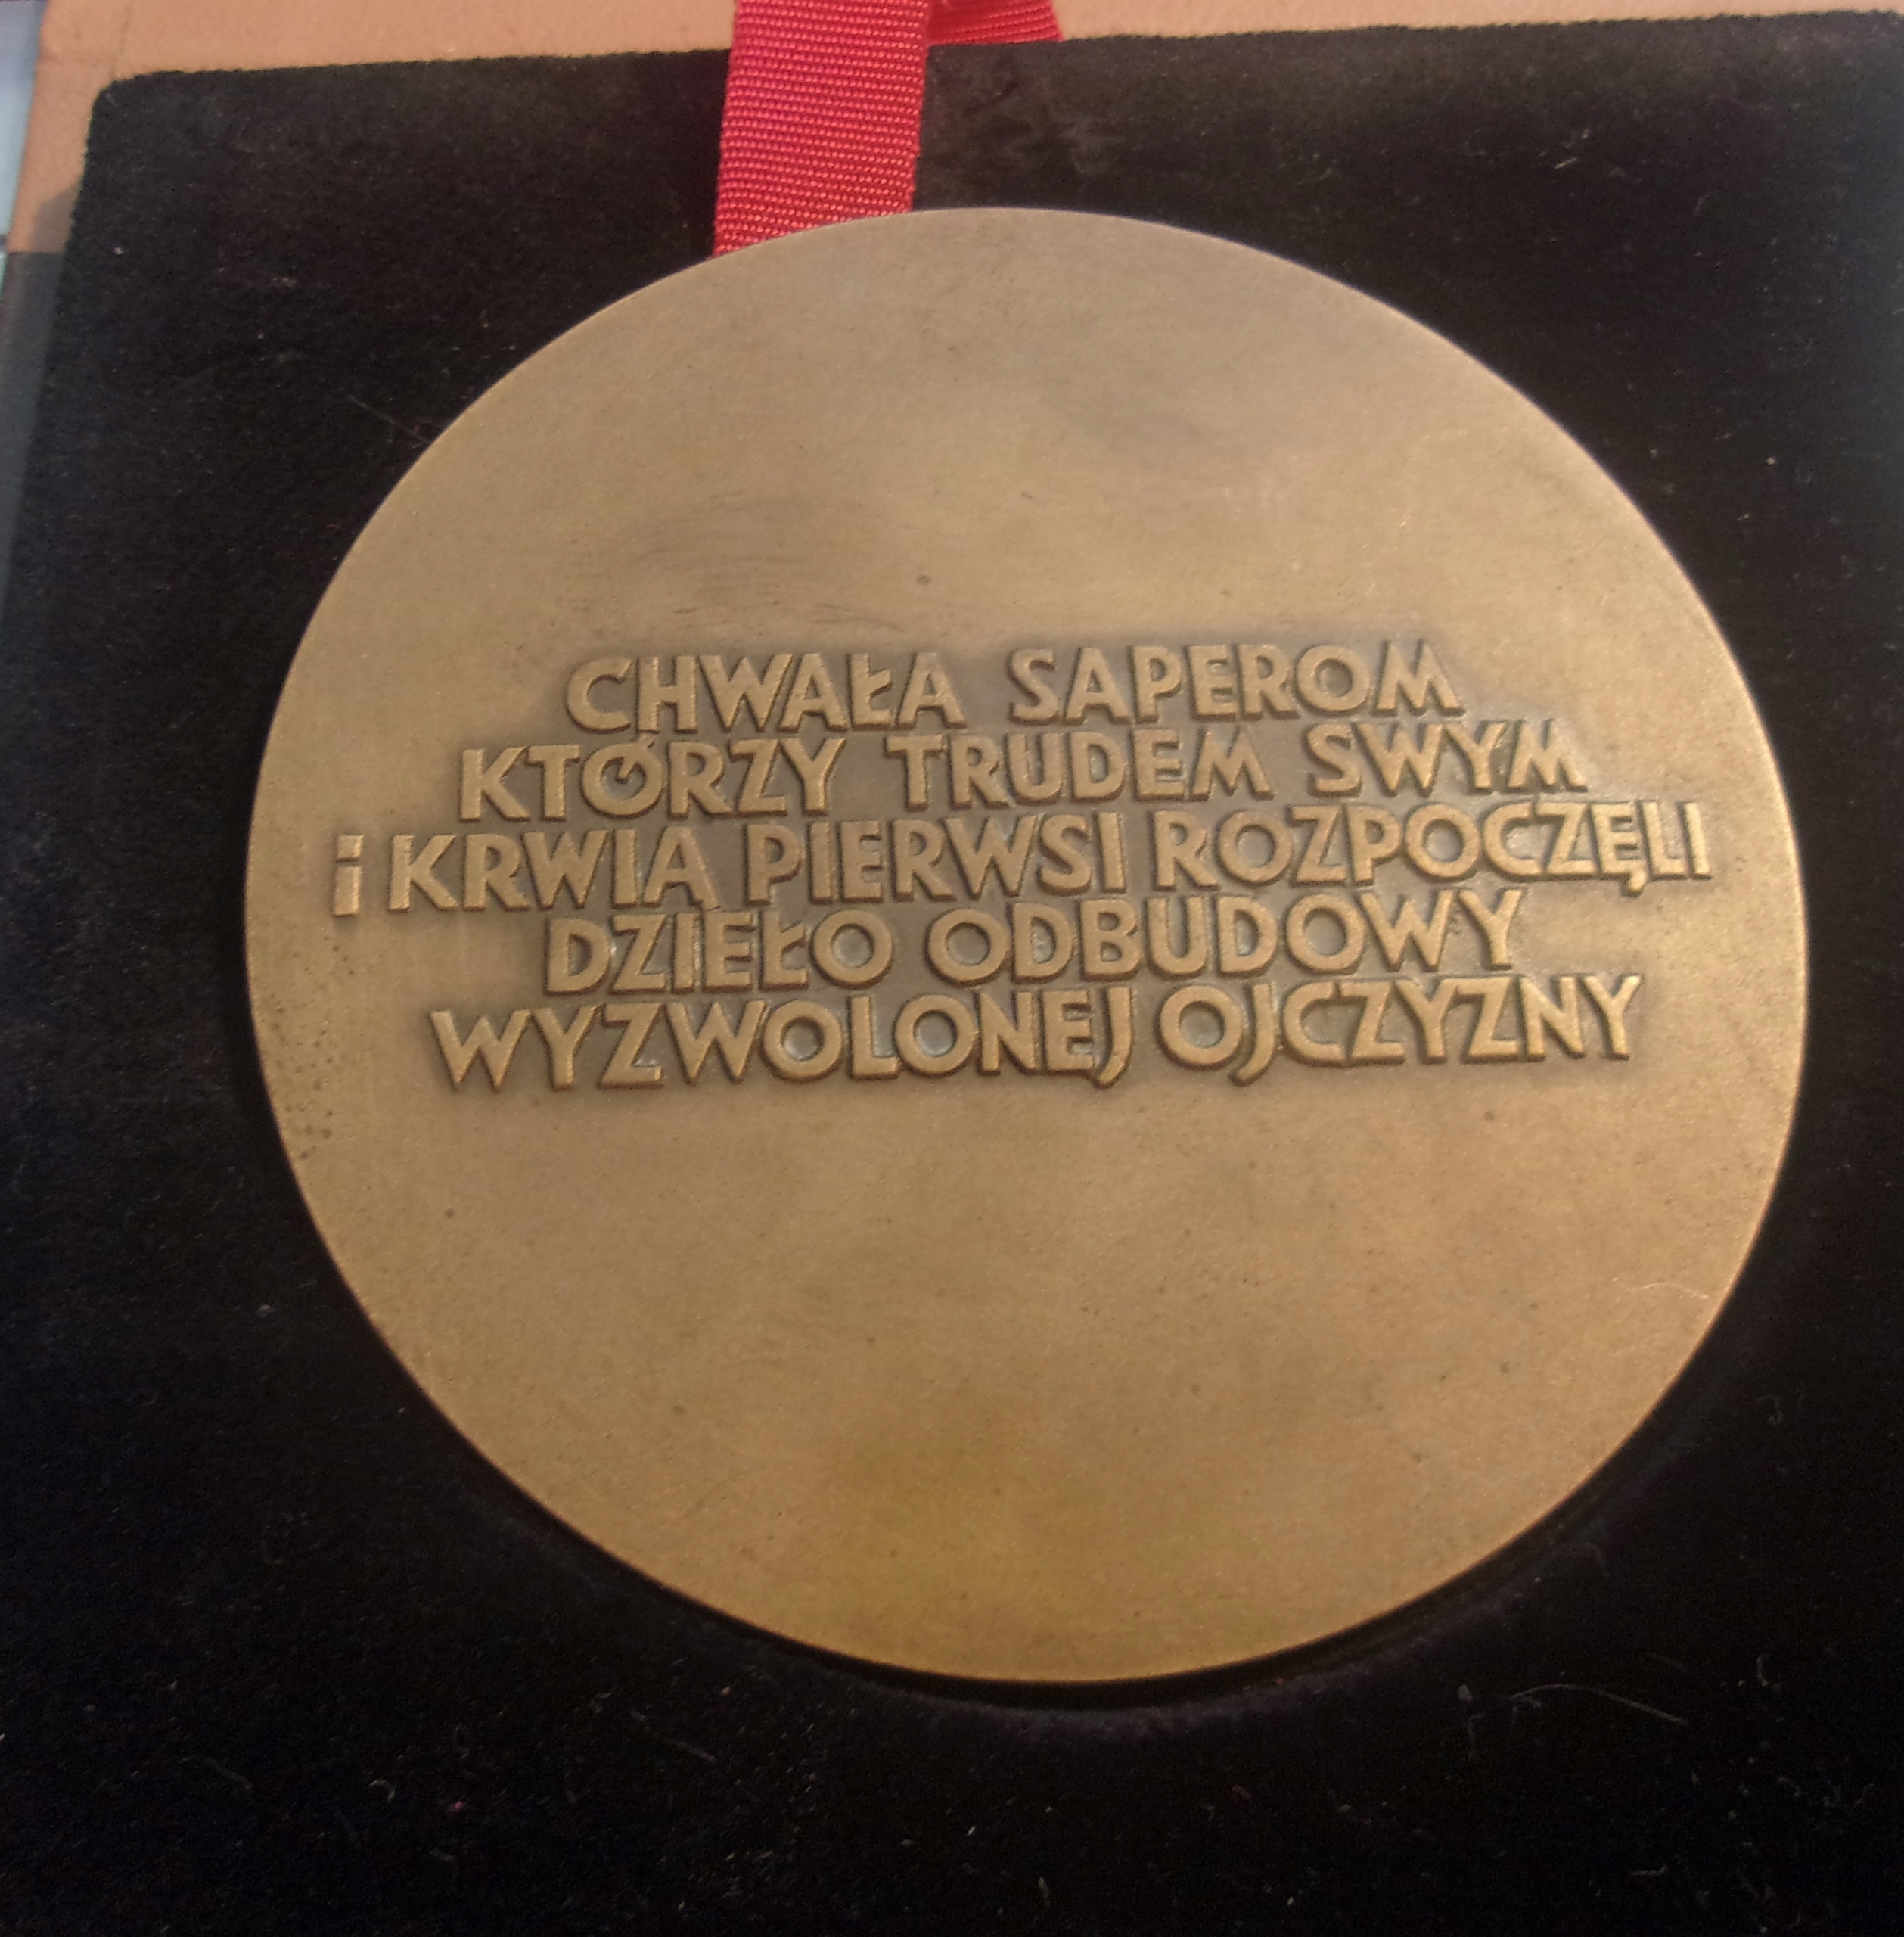 CHWAŁA SAPEROM
KTÓRZY TRUDEM SWYM
i KRWIĄ PIERWSI ROZPOCZĘLI
DZIEŁO ODBUDOWY
WYZWOLONEJ OJCZYZNY